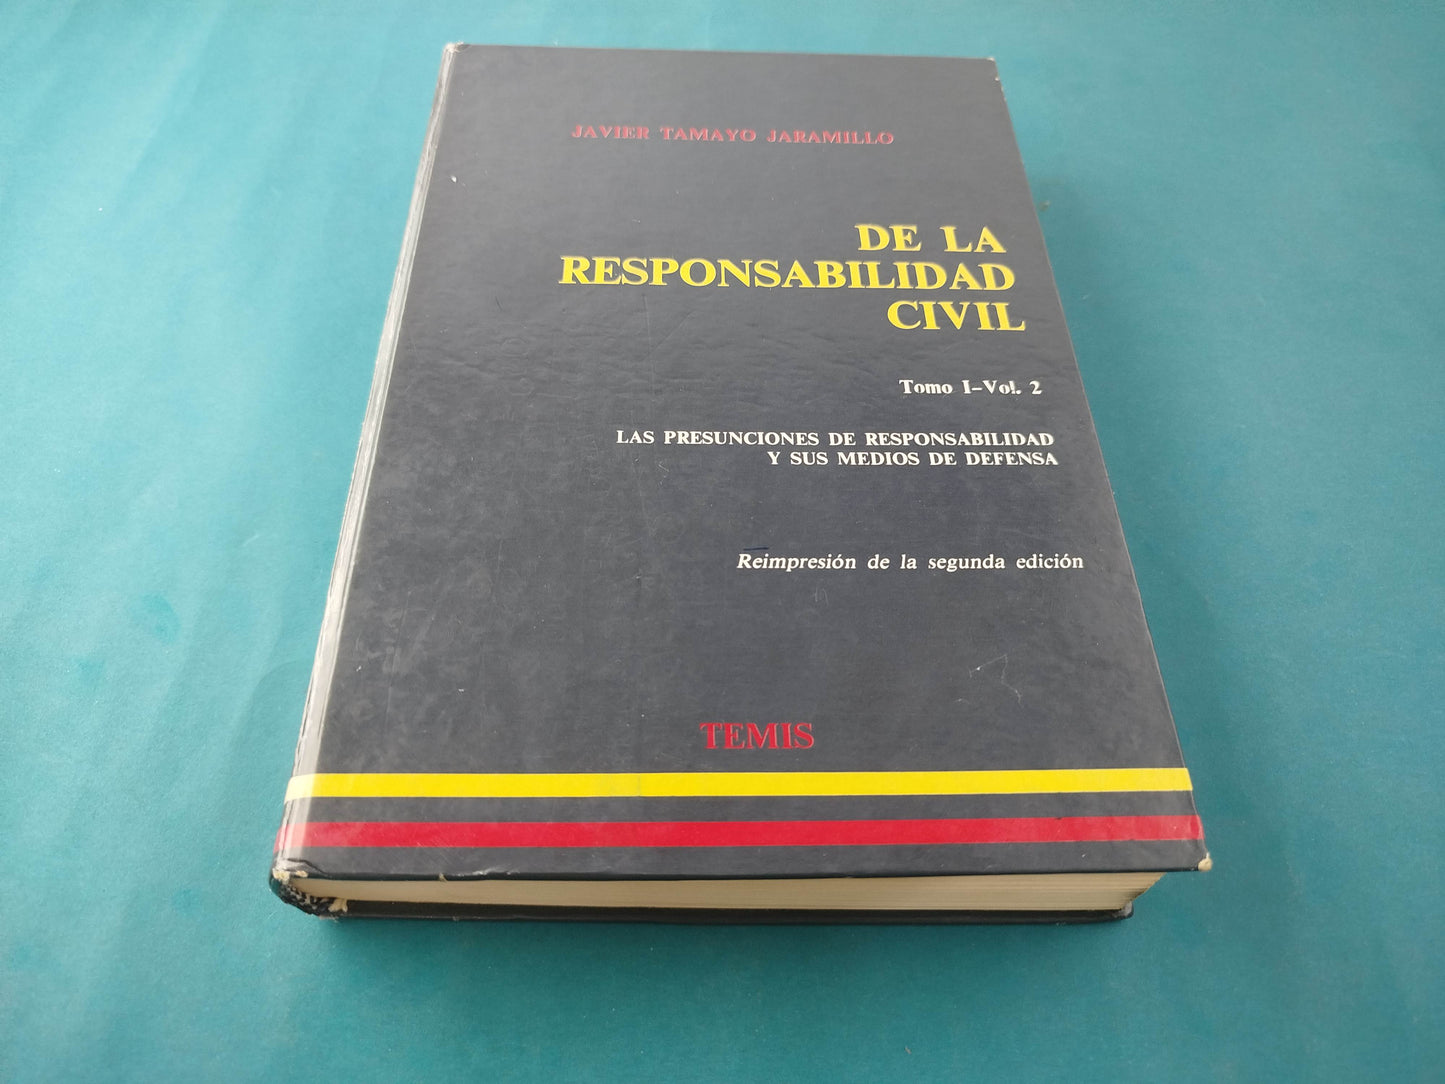 JAVIER TAMAYO JARAMILLO
DE LA
RESPONSABILIDAD
CIVIL
Tomo I-Vol. 2
LAS PRESUNCIONES DE RESPONSABILIDAD
Y SUS MEDIOS DE DEFENSA
Reimpresión de la segunda edición
TEMIS